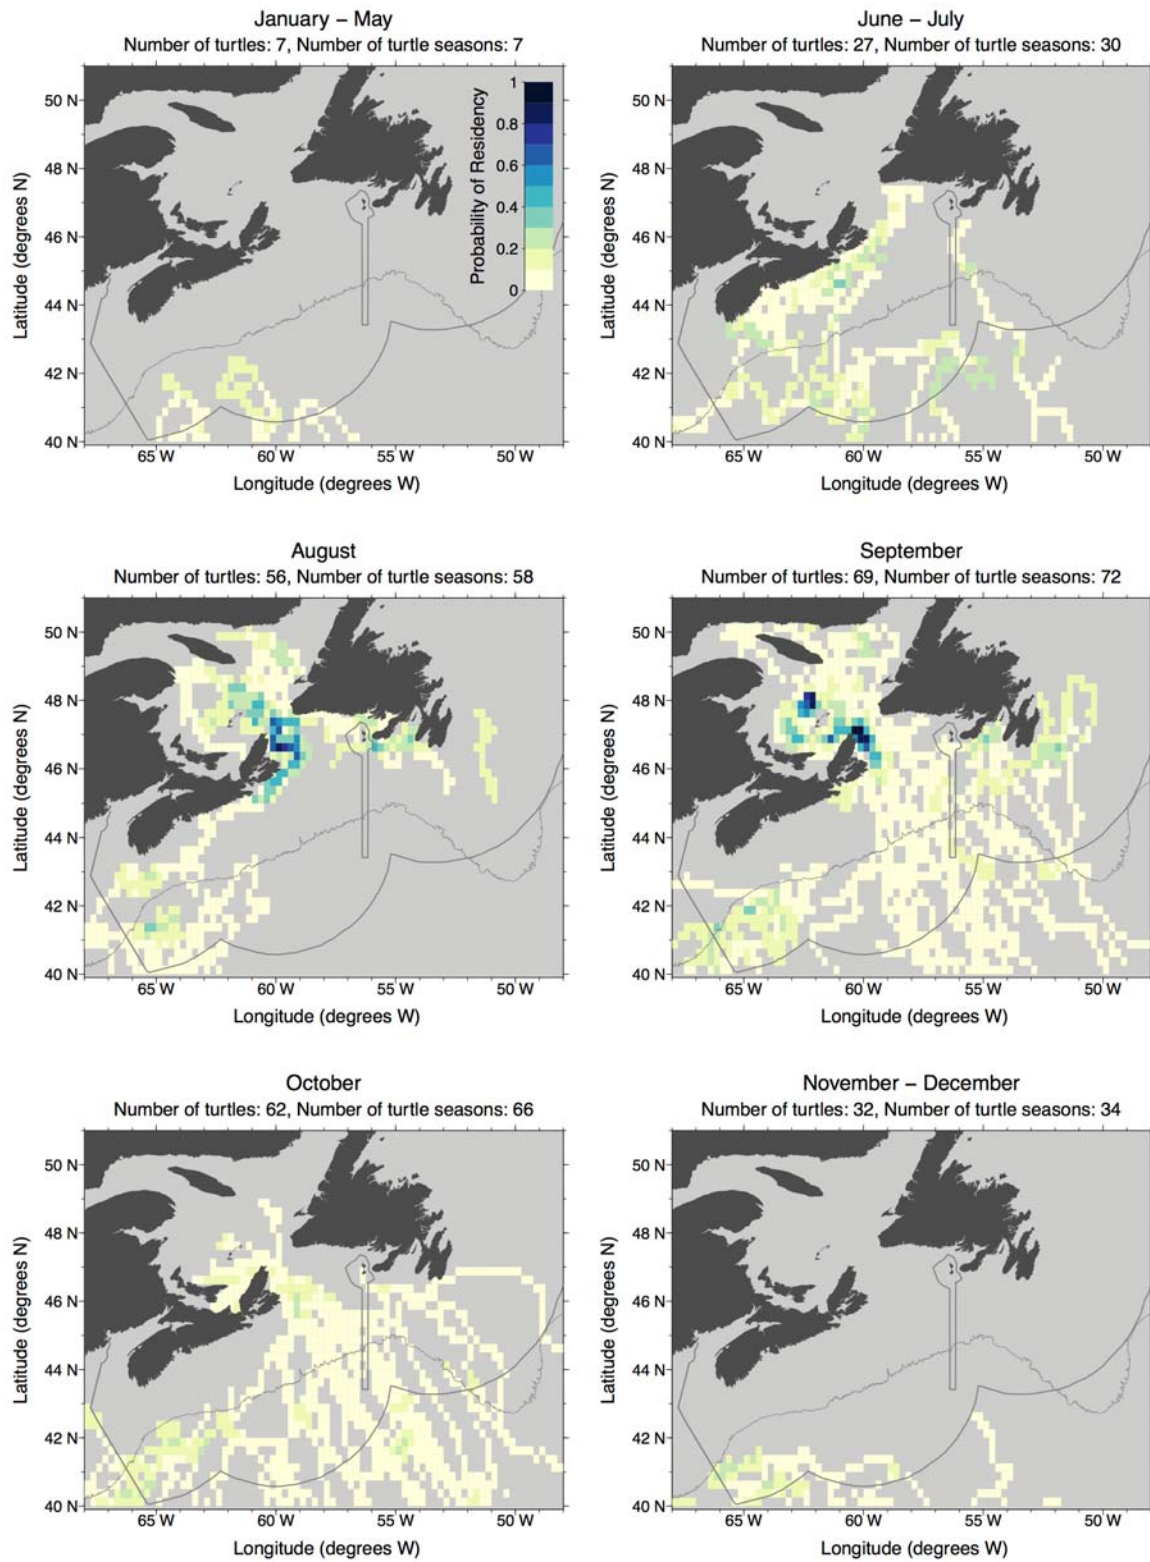 January – May
Number of turtles: 7, Number of turtle seasons: 7
50 N
48 N
46 N
44 N
42 N
40 N
65 W
60 W
55 W
50 W
Latitude (degrees N)
Longitude (degrees W)
Probability of Residency
1
0.8
0.6
0.4
0.2
0
June – July
Number of turtles: 27, Number of turtle seasons: 30
50 N
48 N
46 N
44 N
42 N
40 N
65 W
60 W
55 W
50 W
Latitude (degrees N)
Longitude (degrees W)
August
Number of turtles: 56, Number of turtle seasons: 58
50 N
48 N
46 N
44 N
42 N
40 N
65 W
60 W
55 W
50 W
Latitude (degrees N)
Longitude (degrees W)
September
Number of turtles: 69, Number of turtle seasons: 72
50 N
48 N
46 N
44 N
42 N
40 N
65 W
60 W
55 W
50 W
Latitude (degrees N)
Longitude (degrees W)
October
Number of turtles: 62, Number of turtle seasons: 66
50 N
48 N
46 N
44 N
42 N
40 N
65 W
60 W
55 W
50 W
Latitude (degrees N)
Longitude (degrees W)
November – December
Number of turtles: 32, Number of turtle seasons: 34
50 N
48 N
46 N
44 N
42 N
40 N
65 W
60 W
55 W
50 W
Latitude (degrees N)
Longitude (degrees W)